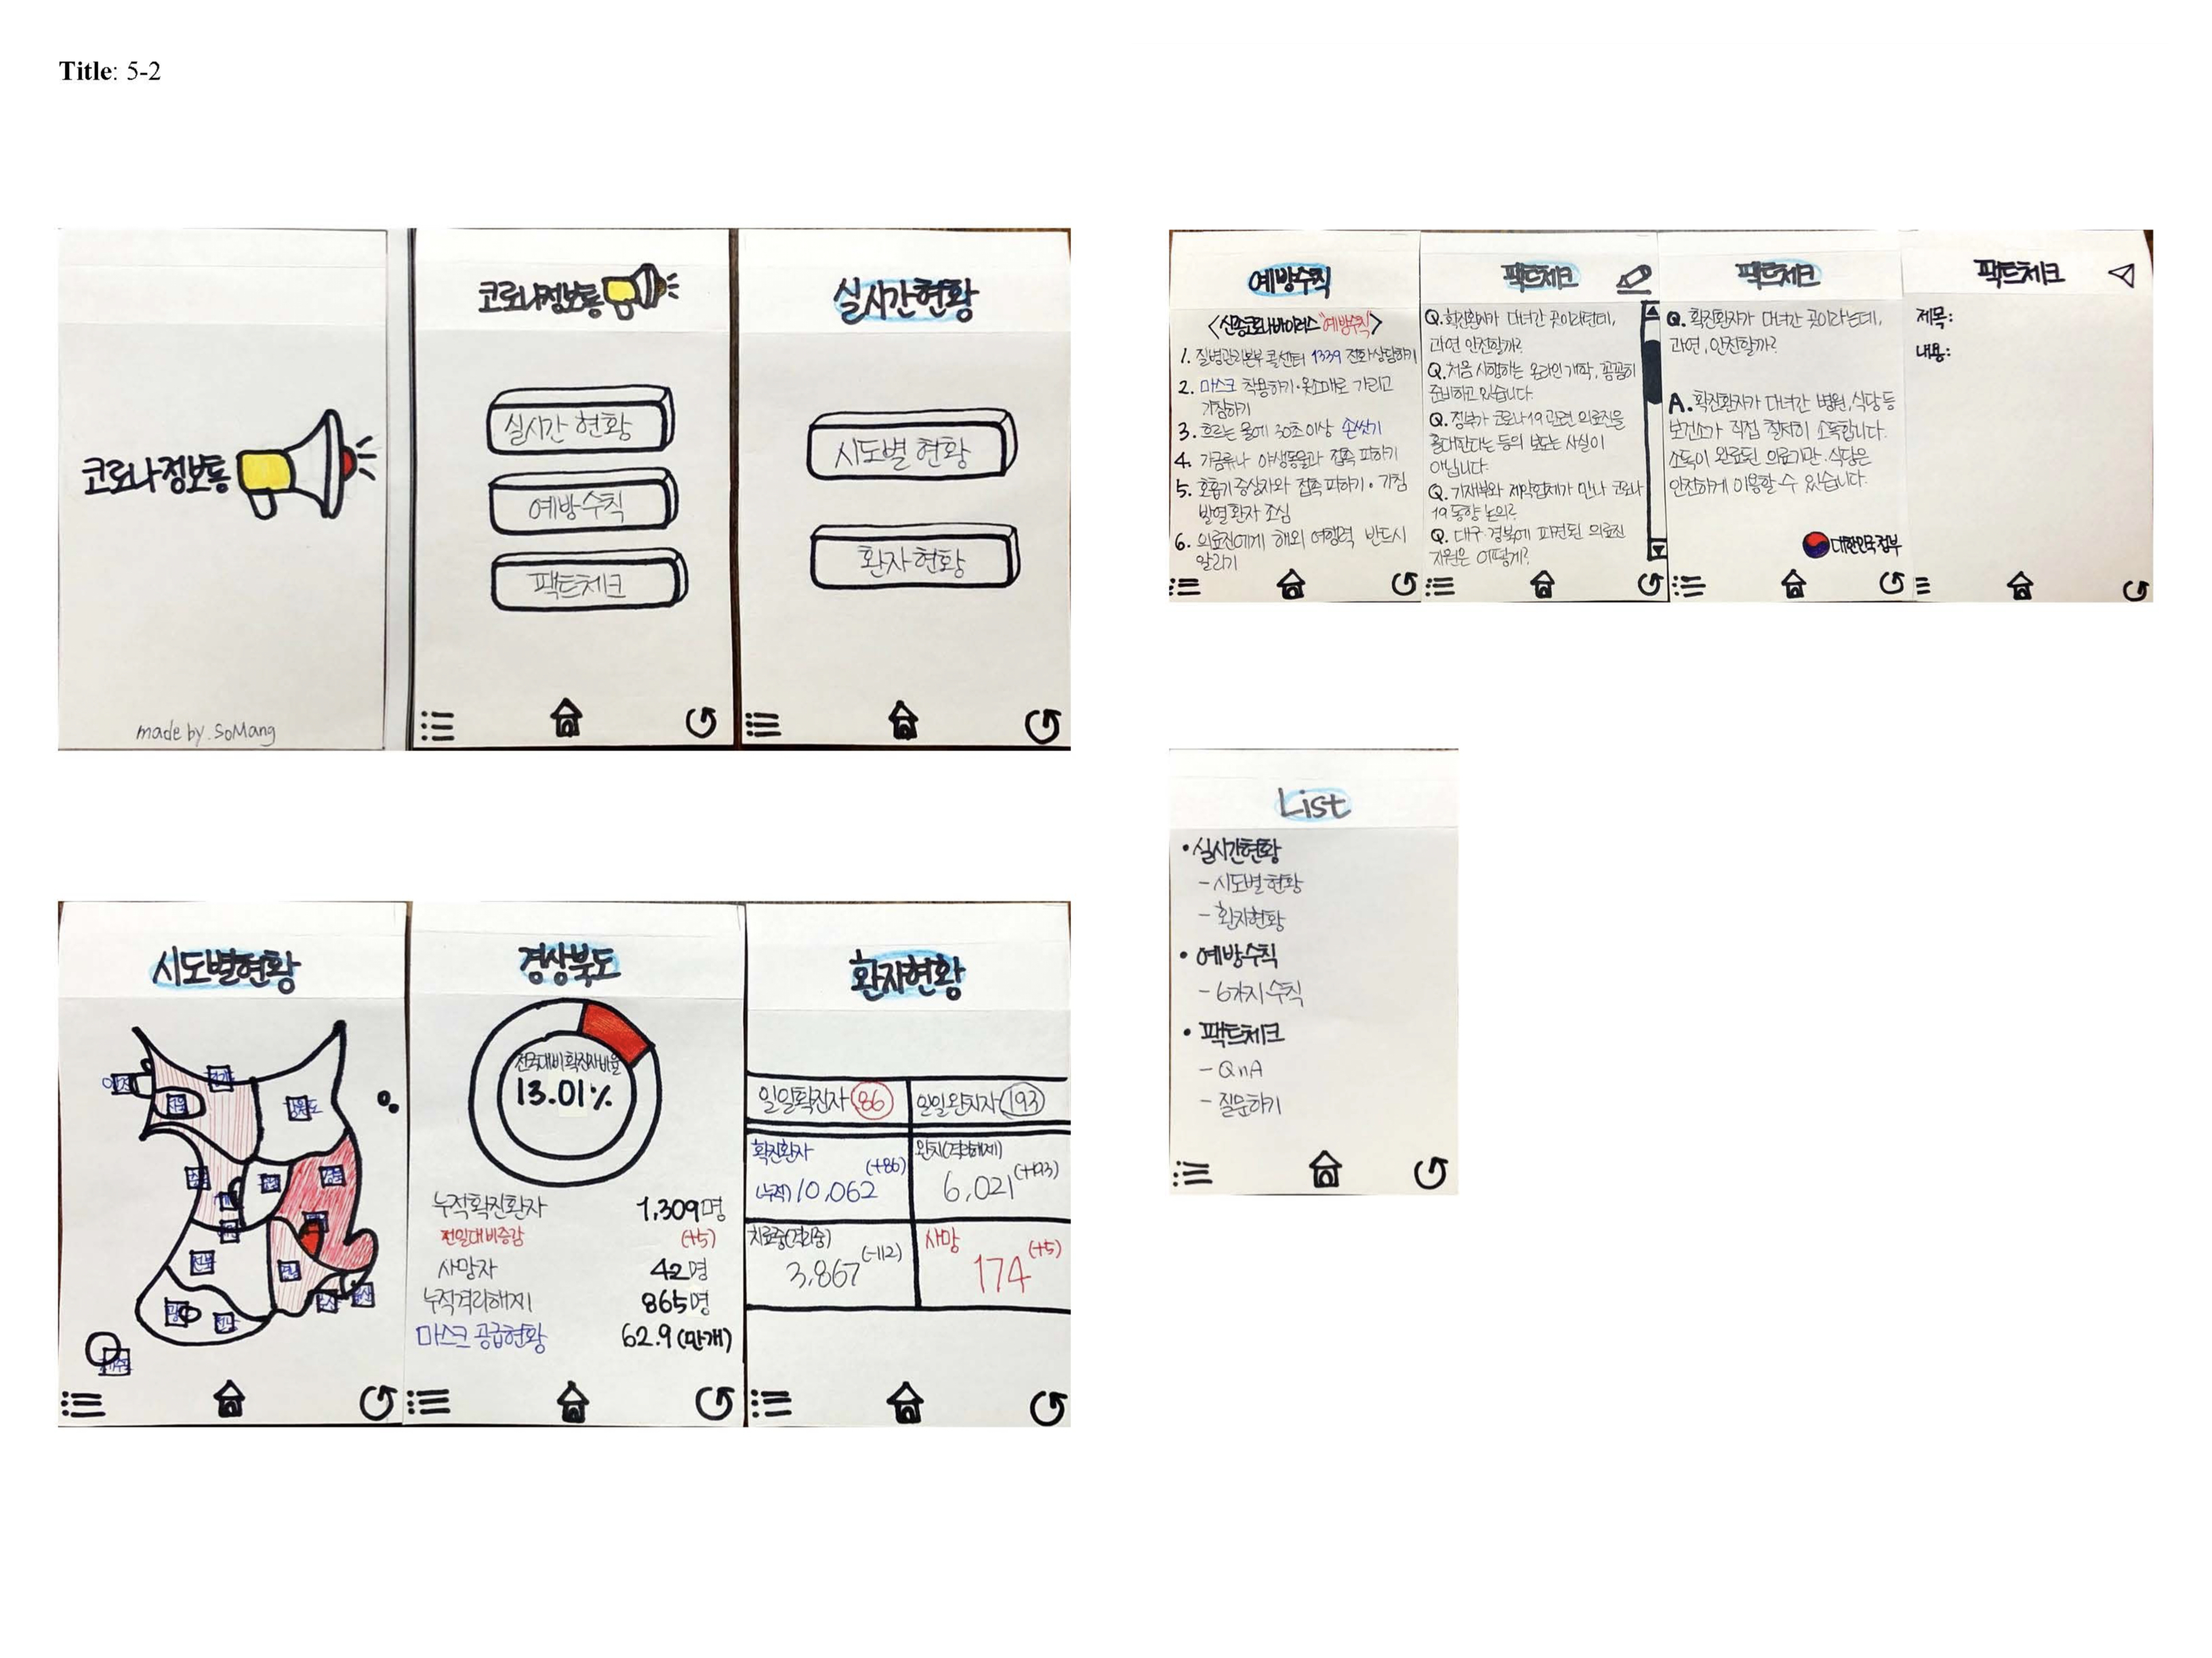 Title: 5-2
코로나정보통
made by. SoMang
코로나정보통
실시간 현황
예방수칙
팩트체크
실시간현황
시도별 현황
환자현황
예방수칙
<신종코로나바이러스 "예방수칙">
1. 질병관리본부 콜센터 1339 전화상담하기
2. 마스크 착용하기·옷소매로 가리고
기침하기
3. 흐르는 물에 30초이상 손씻기
4. 가금류나 야생동물과 접촉 피하기
5. 호흡기 증상자와 접촉 피하기·기침
발열환자 조심
6. 의료진에게 해외 여행력 반드시
알리기
팩트체크
Q. 확진환자가 다녀간 곳이라던데,
과연 안전할까?
Q. 처음 시행하는 온라인 개학, 꼼꼼히
준비하고 있습니다.
Q. 정부가 코로나19 관련 의료진을
홀대한다는 등의 보도는 사실이
아닙니다.
Q. 기재부와 제약업체가 만나 코로나
19 동향 논의?
Q. 대구·경북에 파견된 의료진
지원은 어떻게?
팩트체크
Q. 확진환자가 다녀간 곳이라는데,
과연, 안전할까?
A. 확진환자가 다녀간 병원, 식당 등
보건소가 직접 철저히 소독합니다.
소독이 완료된 의료기관·식당은
안전하게 이용할 수 있습니다.
대한민국정부
팩트체크
제목:
내용:
List
• 실시간현황
- 시도별현황
- 환자현황
• 예방수칙
- 6가지 수칙
• 팩트체크
- QnA
- 질문하기
시도별현황
서울
강원도
경상북도
전국대비 확진자비율
13.01%
누적확진환자 1,309명
전일대비증감 (+5)
사망자 42명
누적격리해제 865명
마스크 공급현황 62.9(만개)
환자현황
일일확진자 86 일일완치자 193
확진환자 (+86)
(누적) 10,062
완치(격리해제)
6,021 (+193)
치료중(격리중)
3,867 (-112)
사망
174 (+5)